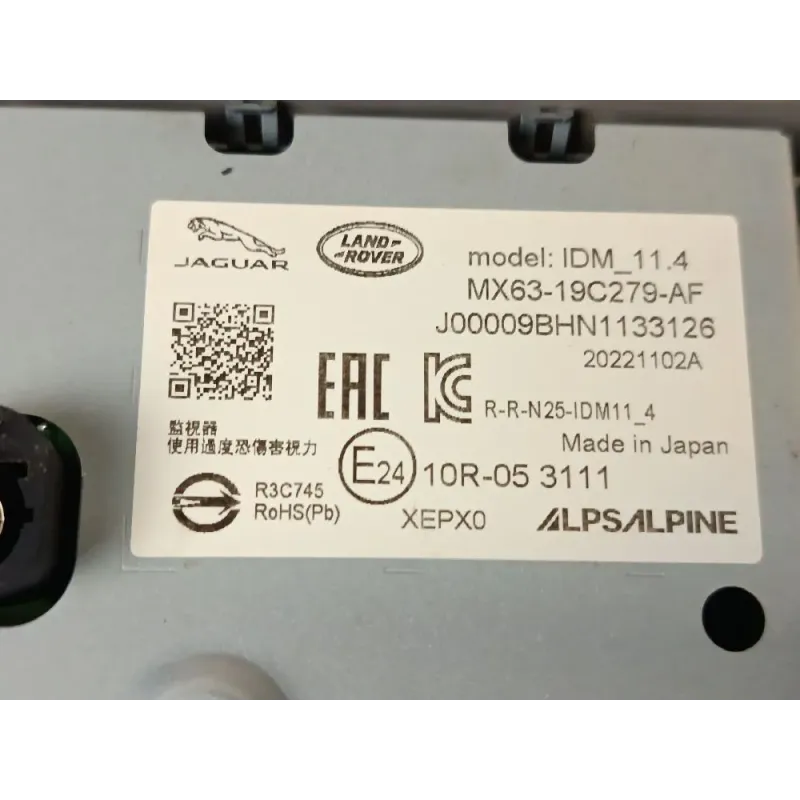 JAGUAR
LAND-
-ROVER
model: IDM_11.4
MX63-19C279-AF
J00009BHN1133126
20221102A
EAC
KC
R-R-N25-IDM11_4
監視器
使用過度恐傷害視力
Made in Japan
E24
10R-05 3111
R3C745
RoHS(Pb)
XEPX0
ALPSALPINE